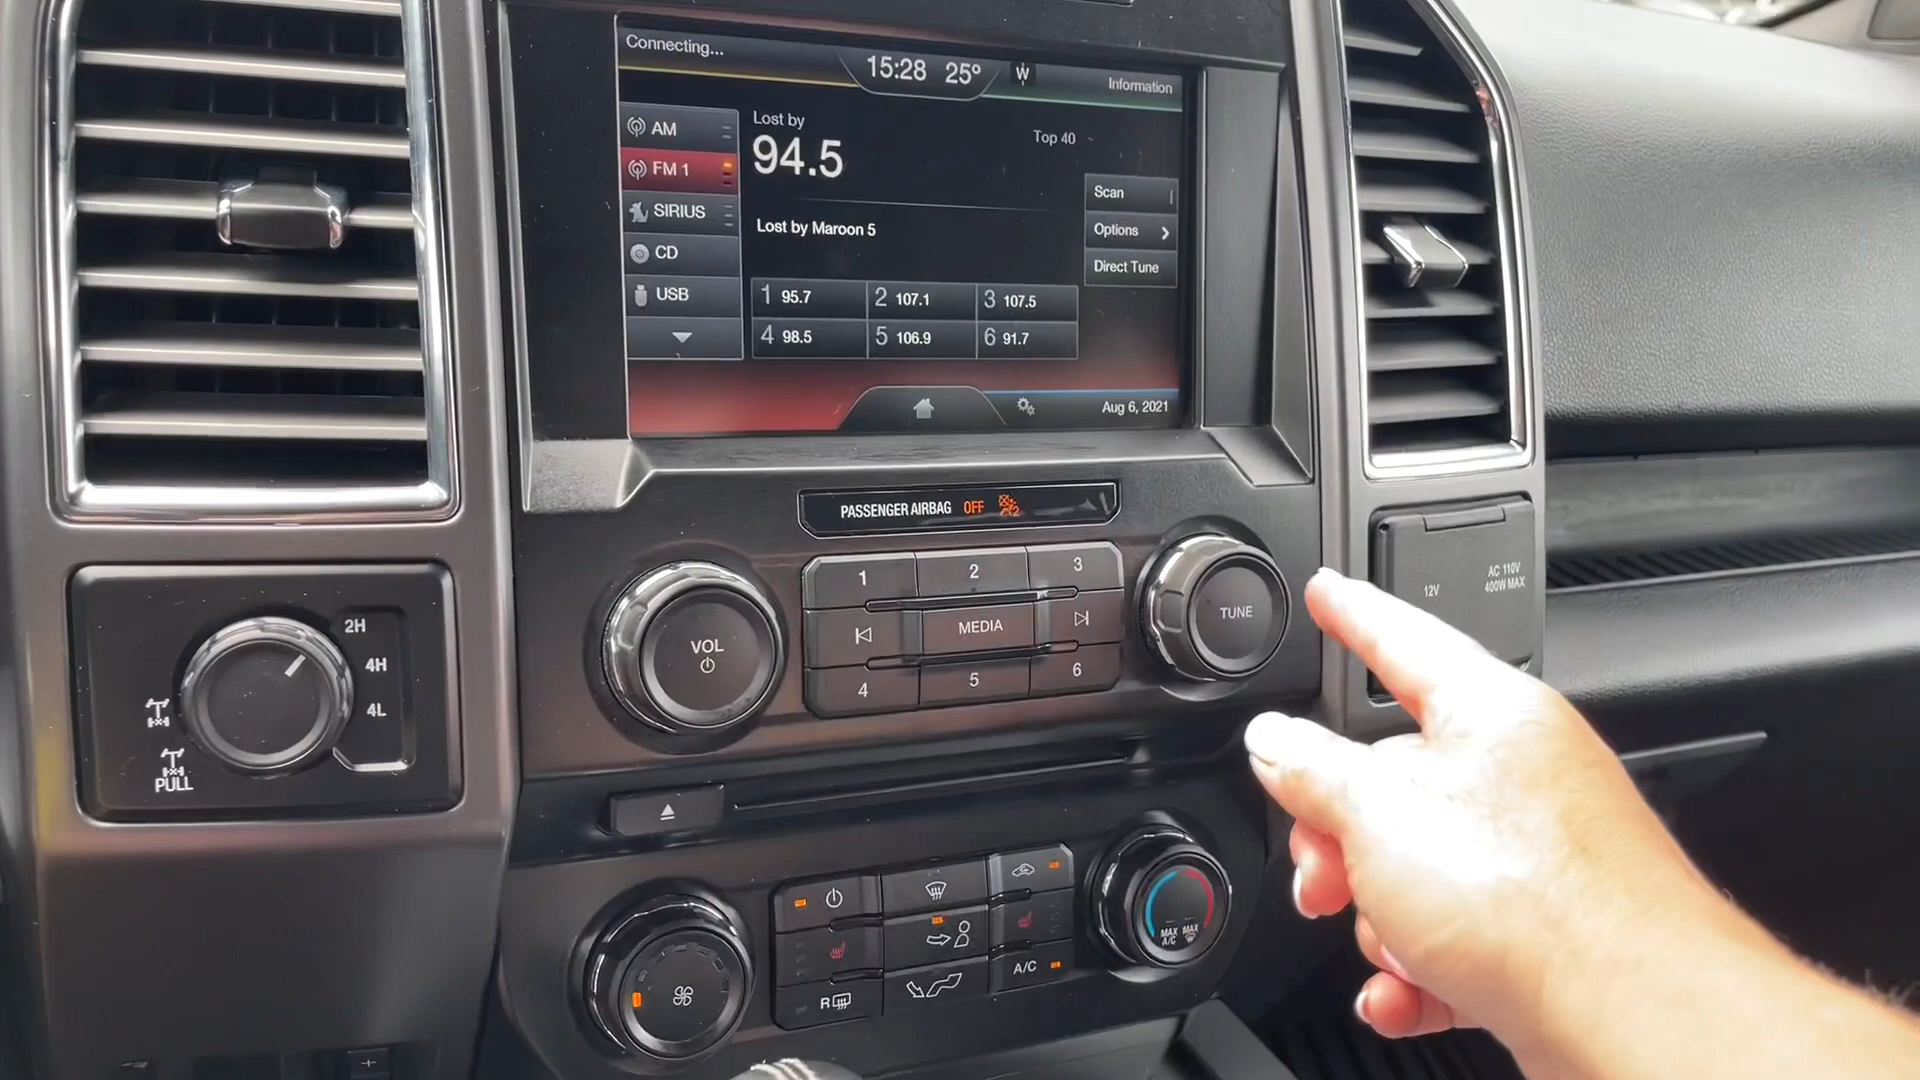 Connecting...
15:28 25° W
Information
AM
FM 1
SIRIUS
CD
USB
Lost by
94.5
Top 40
Lost by Maroon 5
Scan
Options
Direct Tune
1 95.7
2 107.1
3 107.5
4 98.5
5 106.9
6 91.7
Aug 6, 2021
PASSENGER AIRBAG OFF
2H
4H
4L
PULL
VOL
1
2
3
MEDIA
4
5
6
TUNE
12V
AC 110V
400W MAX
R
A/C
MAX
A/C
MAX